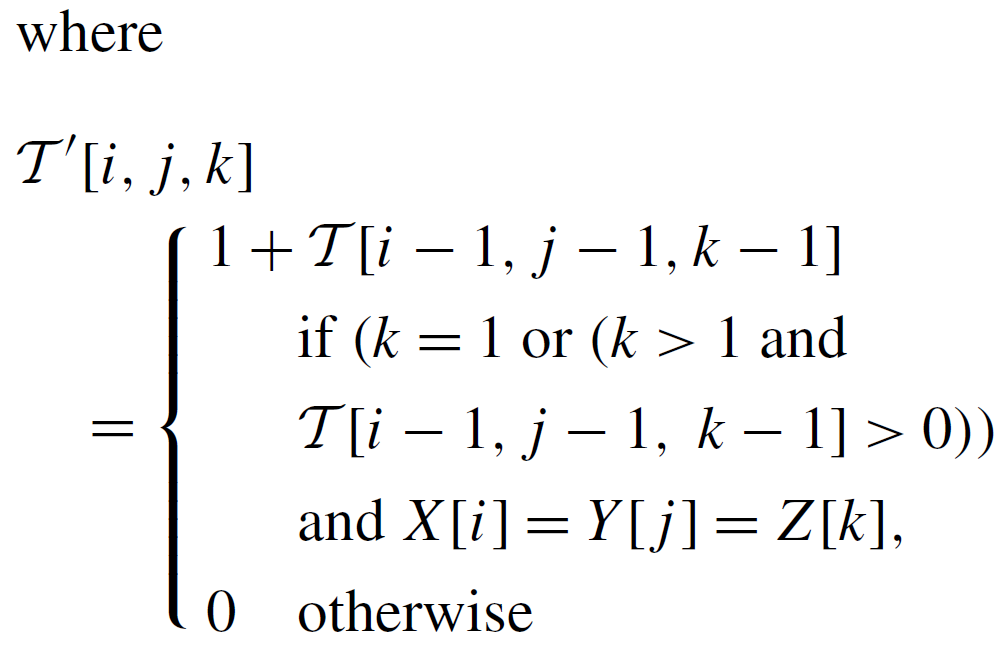 where
𝒯′[i, j, k]
1 + 𝒯[i − 1, j − 1, k − 1]
if (k = 1 or (k > 1 and
= { 𝒯[i − 1, j − 1, k − 1] > 0))
and X[i] = Y[j] = Z[k],
0 otherwise